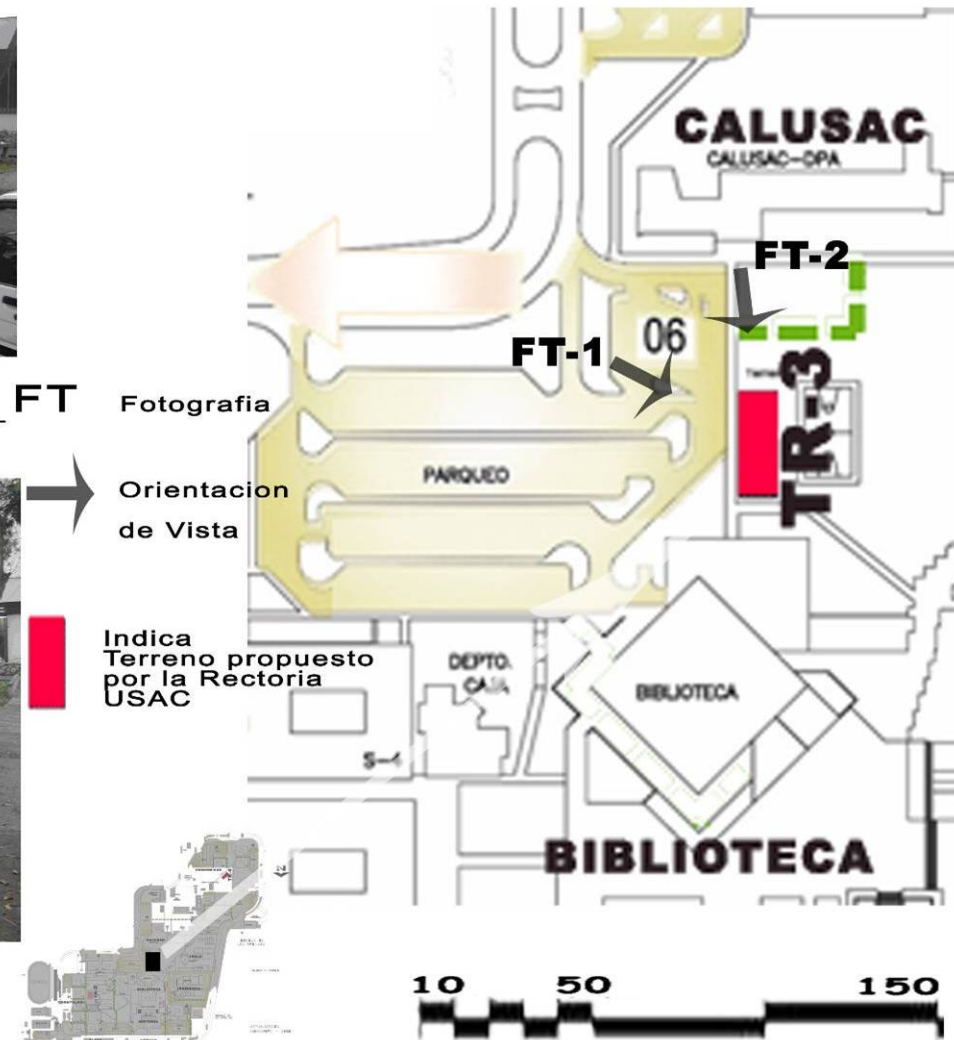 CALUSAC
CALUSAC-OPA
FT-2
06
FT-1
TR-3
PARQUEO
FT
Fotografia
Orientacion
de Vista
Indica
Terreno propuesto
por la Rectoria
USAC
DEPTO.
CAJA
BIBLIOTECA
S-4
BIBLIOTECA
10 50 150